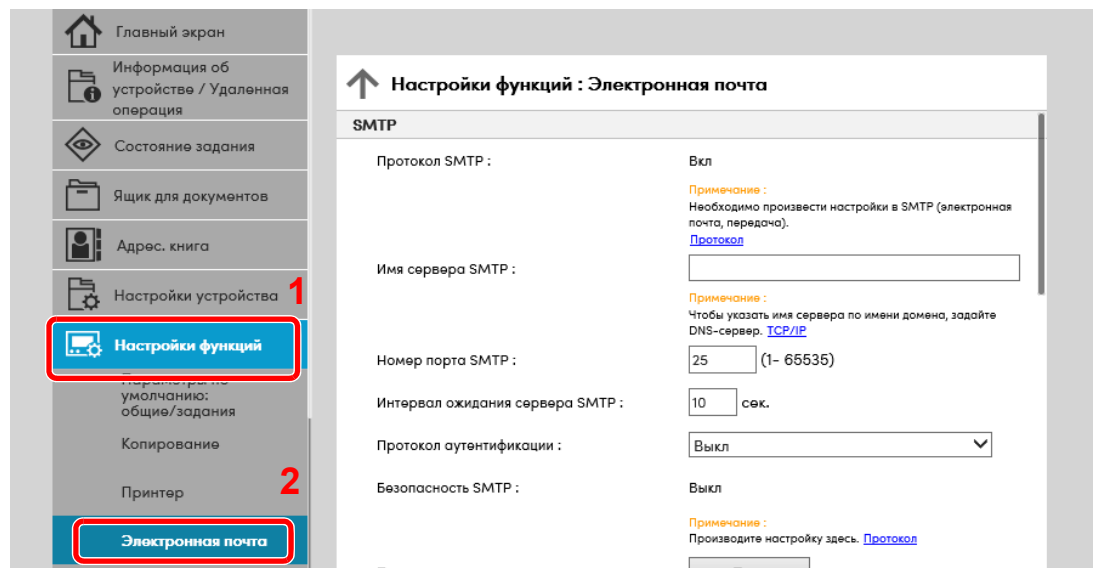 Главный экран
Информация об
устройстве / Удаленная
операция
Состояние задания
Ящик для документов
Адрес. книга
Настройки устройства
1
Настройки функций
Параметры по
умолчанию:
общие/задания
Копирование
Принтер
2
Электронная почта
Настройки функций : Электронная почта
SMTP
Протокол SMTP :
Вкл
Примечание :
Необходимо произвести настройки в SMTP (электронная
почта, передача).
Протокол
Имя сервера SMTP :
Примечание :
Чтобы указать имя сервера по имени домена, задайте
DNS-сервер. TCP/IP
Номер порта SMTP :
25 (1- 65535)
Интервал ожидания сервера SMTP :
10 сек.
Протокол аутентификации :
Выкл
Безопасность SMTP :
Выкл
Примечание :
Производите настройку здесь. Протокол